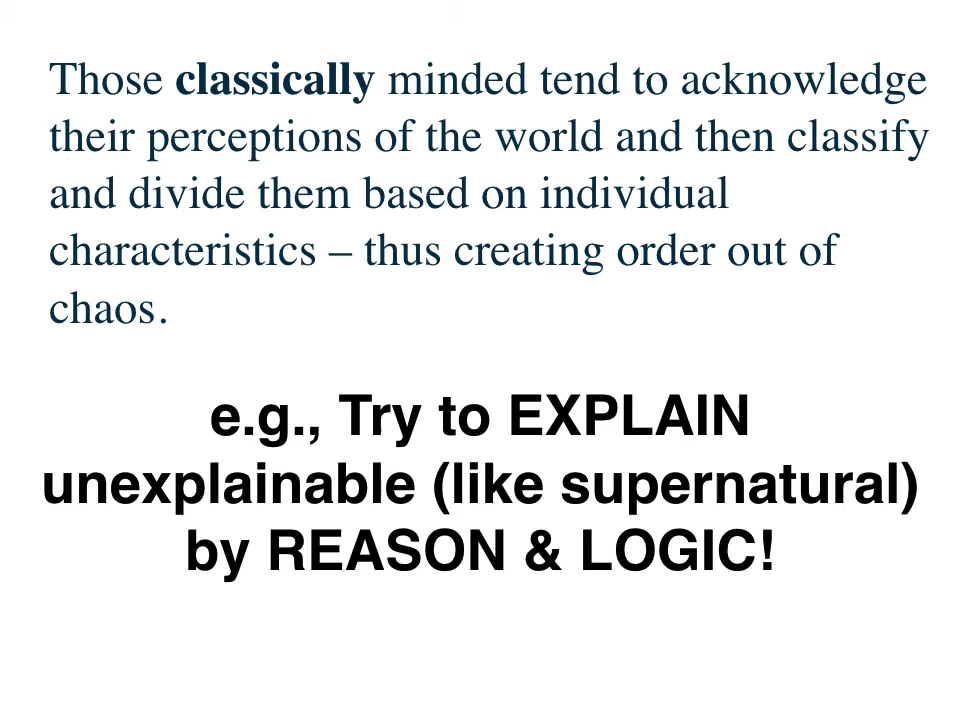 Those classically minded tend to acknowledge
their perceptions of the world and then classify
and divide them based on individual
characteristics – thus creating order out of
chaos.
e.g., Try to EXPLAIN
unexplainable (like supernatural)
by REASON & LOGIC!